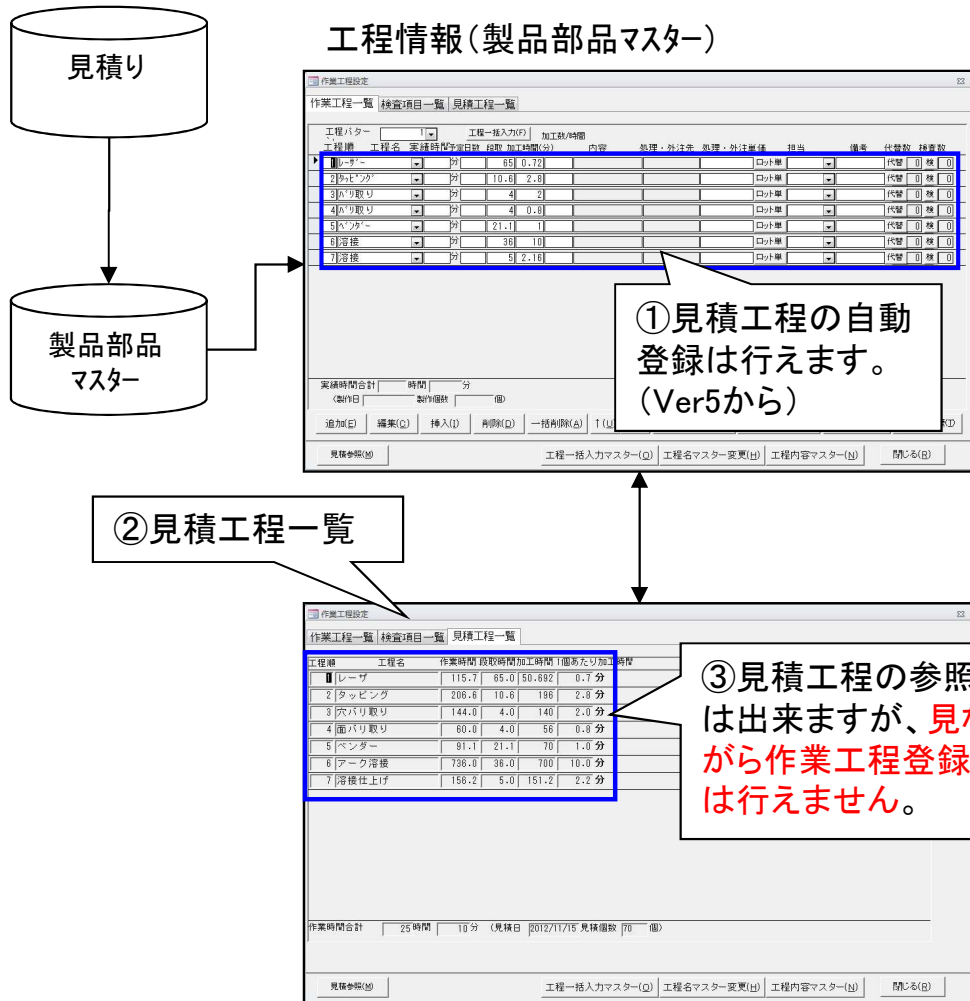 見積り
製品部品
マスター
工程情報（製品部品マスター）
作業工程設定
作業工程一覧 検査項目一覧 見積工程一覧
工程パター 1 工程一括入力(F) 加工数/時間
工程順 工程名 実績時間 予定日数 段取 加工時間(分) 内容 処理・外注先 処理・外注単価 担当 備考 代替数 検査数
1 レーザー 分 65 0.72 ロット単 代替 0 検 0
2 タッピング 分 10.6 2.8 ロット単 代替 0 検 0
3 バリ取り 分 4 2 ロット単 代替 0 検 0
4 バリ取り 分 4 0.8 ロット単 代替 0 検 0
5 ベンダー 分 21.1 1 ロット単 代替 0 検 0
6 溶接 分 36 10 ロット単 代替 0 検 0
7 溶接 分 5 2.16 ロット単 代替 0 検 0
①見積工程の自動
登録は行えます。
（Ver5から）
実績時間合計 時間 分
(製作日 製作個数 個)
追加(E) 編集(C) 挿入(I) 削除(D) 一括削除(A) ↑(U)
見積参照(M) 工程一括入力マスター(O) 工程名マスター変更(H) 工程内容マスター(N) 閉じる(R)
②見積工程一覧
作業工程設定
作業工程一覧 検査項目一覧 見積工程一覧
工程順 工程名 作業時間 段取時間 加工時間 1個あたり加工時間
1 レーザ 115.7 65.0 50.692 0.7 分
2 タッピング 206.6 10.6 196 2.8 分
3 穴バリ取り 144.0 4.0 140 2.0 分
4 面バリ取り 60.0 4.0 56 0.8 分
5 ベンダー 91.1 21.1 70 1.0 分
6 アーク溶接 736.0 36.0 700 10.0 分
7 溶接仕上げ 156.2 5.0 151.2 2.2 分
③見積工程の参照
は出来ますが、見な
がら作業工程登録
は行えません。
作業時間合計 25 時間 10 分 (見積日 2012/11/15 見積個数 70 個)
見積参照(M) 工程一括入力マスター(O) 工程名マスター変更(H) 工程内容マスター(N) 閉じる(R)